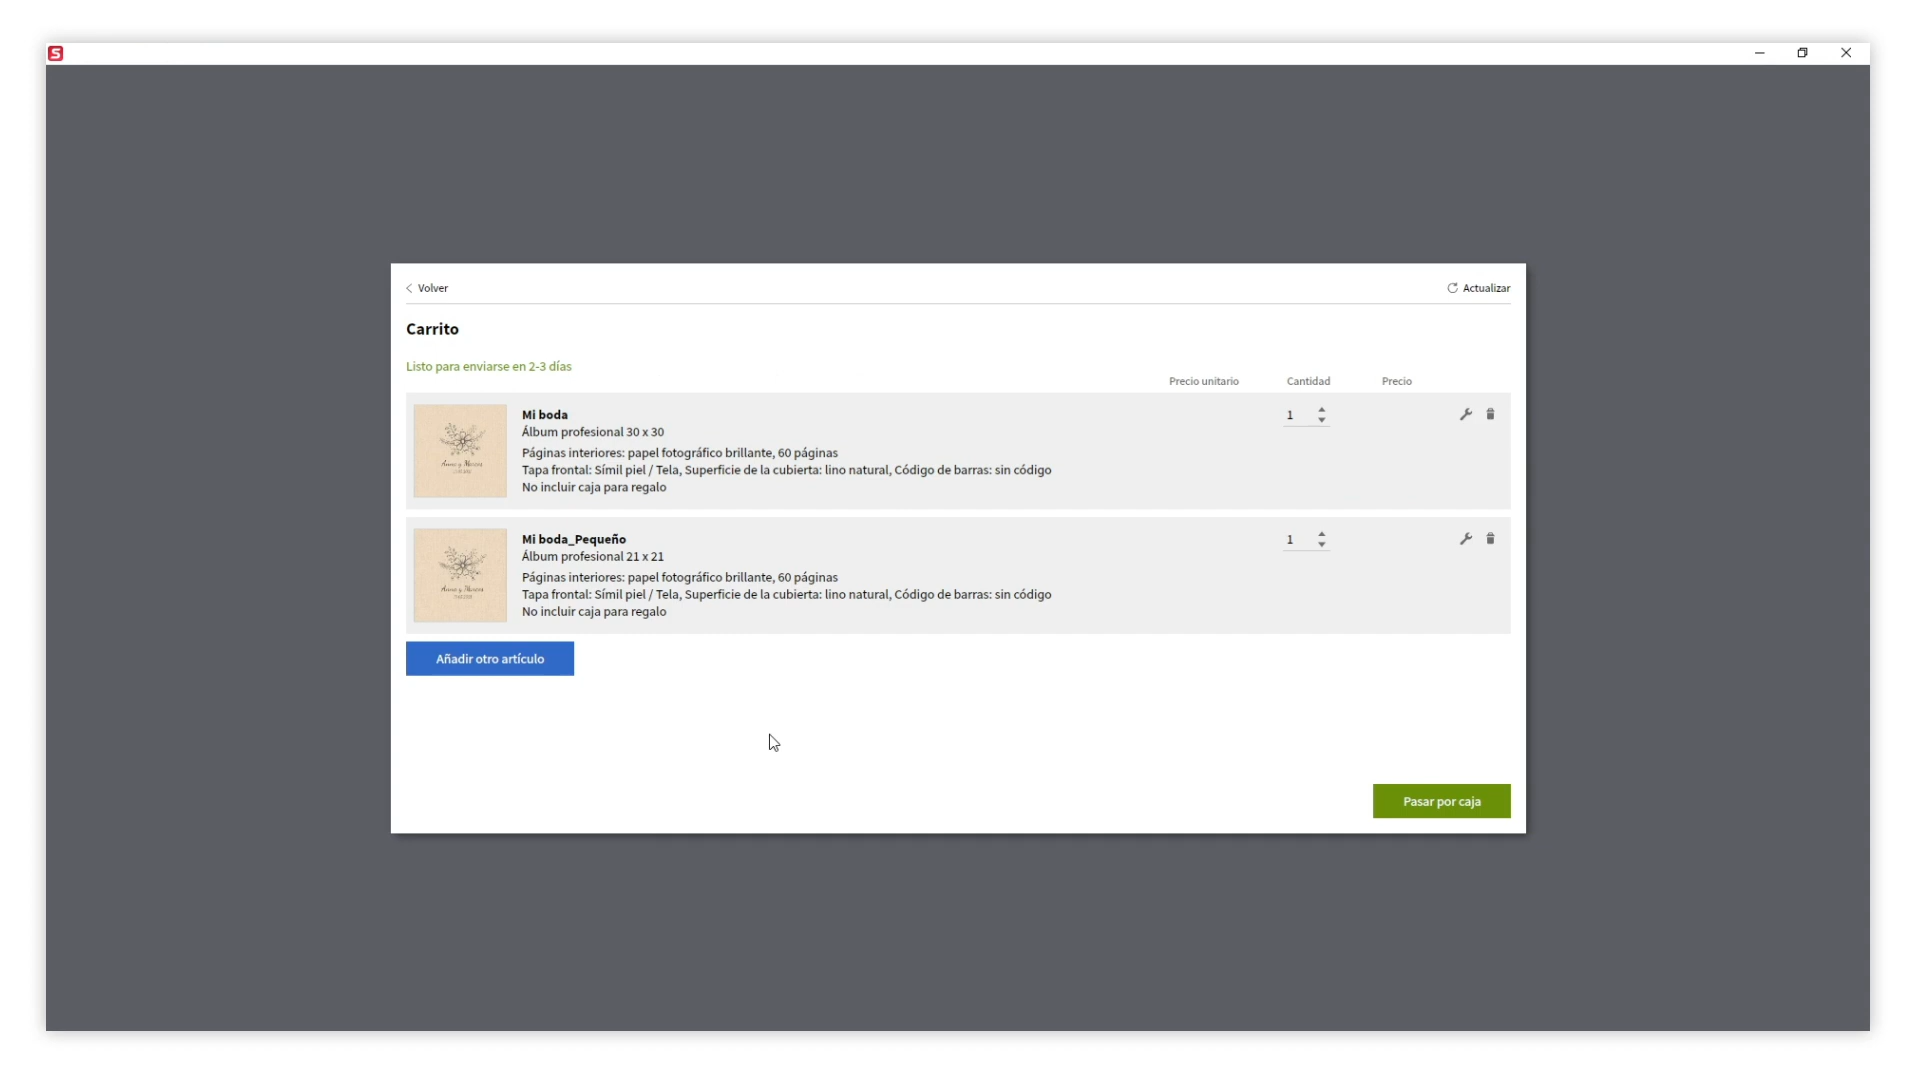 S
Volver
Actualizar
Carrito
Listo para enviarse en 2-3 días
Precio unitario Cantidad Precio
Mi boda
Álbum profesional 30 x 30
Páginas interiores: papel fotográfico brillante, 60 páginas
Tapa frontal: Símil piel / Tela, Superficie de la cubierta: lino natural, Código de barras: sin código
No incluir caja para regalo
1
Mi boda_Pequeño
Álbum profesional 21 x 21
Páginas interiores: papel fotográfico brillante, 60 páginas
Tapa frontal: Símil piel / Tela, Superficie de la cubierta: lino natural, Código de barras: sin código
No incluir caja para regalo
1
Añadir otro artículo
Pasar por caja